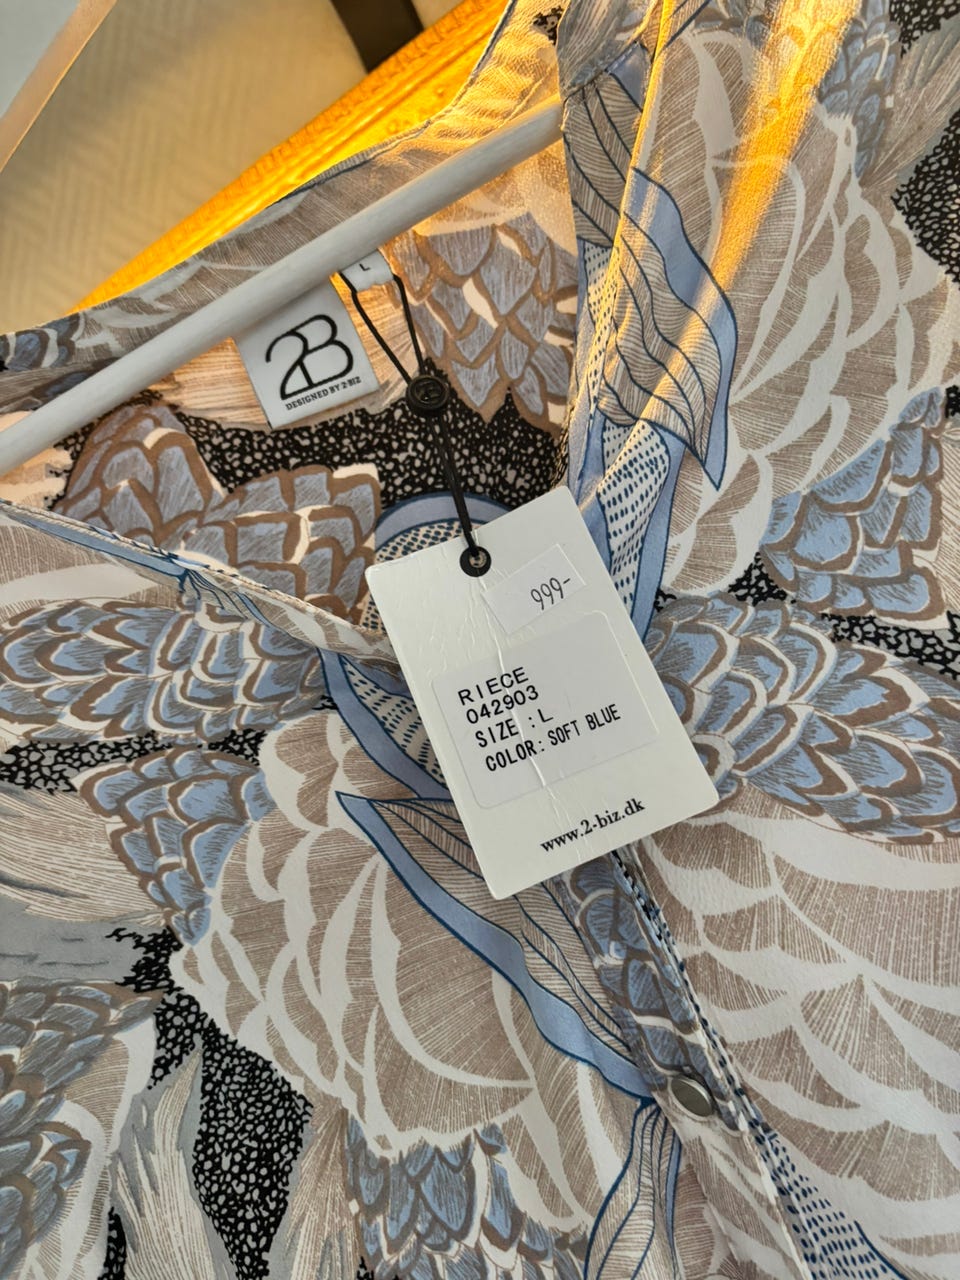 L
2B
DESIGNED BY 2-BIZ
999-
RIECE
042903
SIZE : L
COLOR: SOFT BLUE
www.2-biz.dk